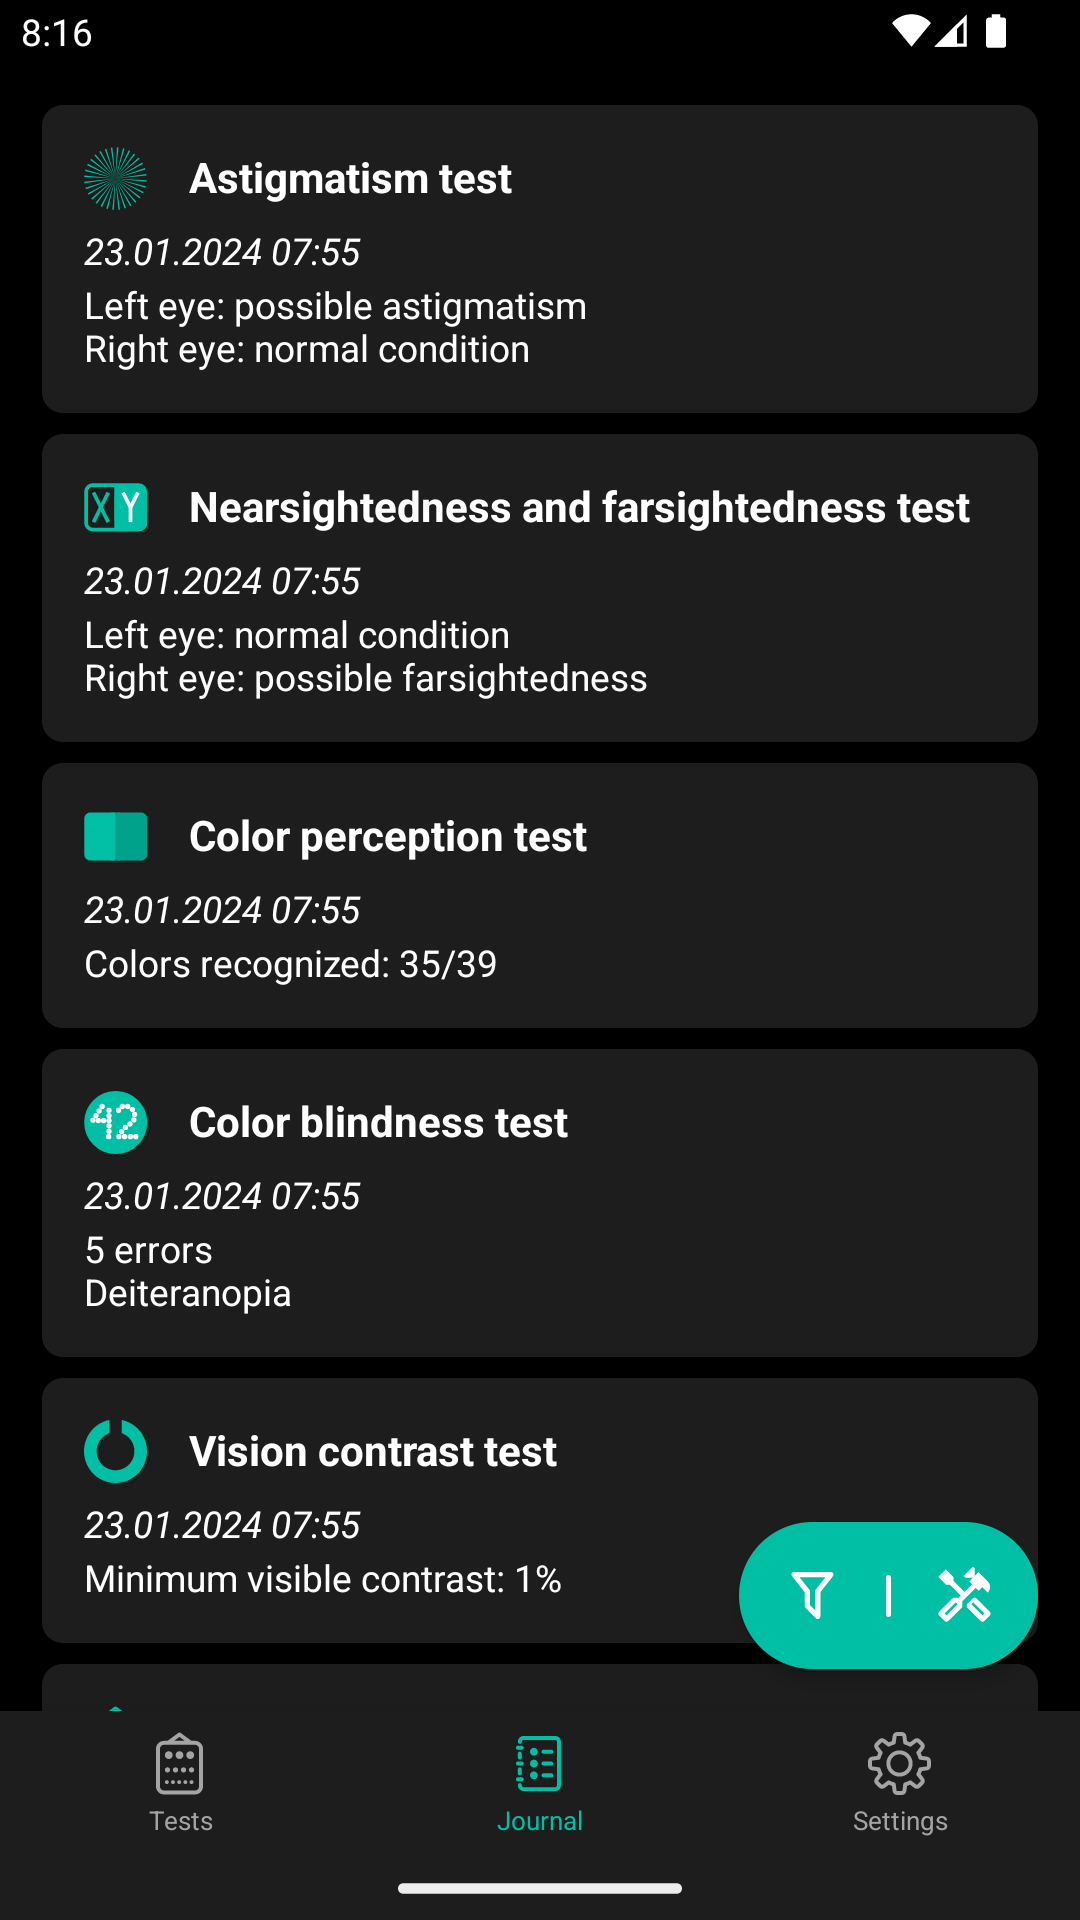 8:16
Astigmatism test
23.01.2024 07:55
Left eye: possible astigmatism
Right eye: normal condition
XY
Nearsightedness and farsightedness test
23.01.2024 07:55
Left eye: normal condition
Right eye: possible farsightedness
Color perception test
23.01.2024 07:55
Colors recognized: 35/39
42
Color blindness test
23.01.2024 07:55
5 errors
Deiteranopia
Vision contrast test
23.01.2024 07:55
Minimum visible contrast: 1%
Tests
Journal
Settings